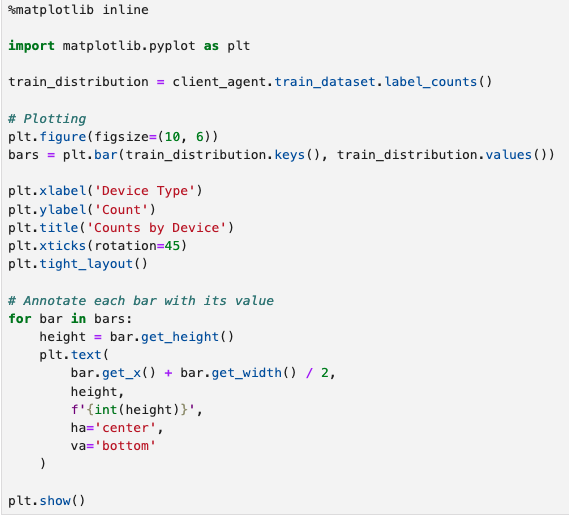 %matplotlib inline

import matplotlib.pyplot as plt

train_distribution = client_agent.train_dataset.label_counts()

# Plotting
plt.figure(figsize=(10, 6))
bars = plt.bar(train_distribution.keys(), train_distribution.values())

plt.xlabel('Device Type')
plt.ylabel('Count')
plt.title('Counts by Device')
plt.xticks(rotation=45)
plt.tight_layout()

# Annotate each bar with its value
for bar in bars:
    height = bar.get_height()
    plt.text(
        bar.get_x() + bar.get_width() / 2,
        height,
        f'{int(height)}',
        ha='center',
        va='bottom'
    )

plt.show()